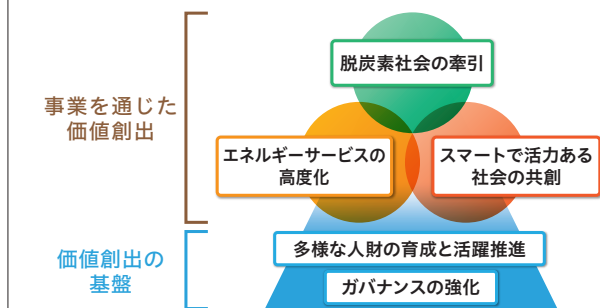 脱炭素社会の牽引
事業を通じた
価値創出
エネルギーサービスの
高度化
スマートで活力ある
社会の共創
価値創出の
基盤
多様な人財の育成と活躍推進
ガバナンスの強化